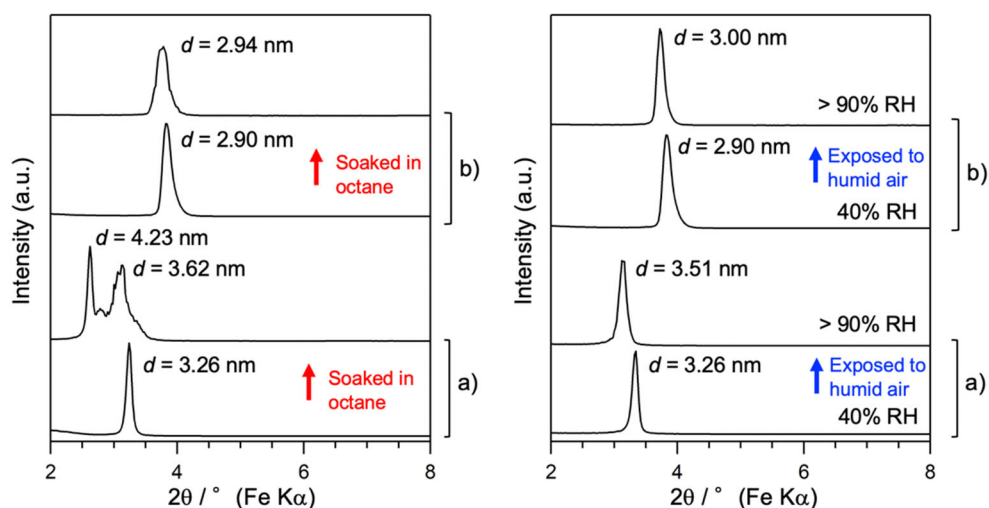 d = 2.94 nm
d = 2.90 nm
Soaked in
octane
b)
d = 4.23 nm
d = 3.62 nm
d = 3.26 nm
Soaked in
octane
a)
Intensity (a.u.)
2 4 6 8
2θ / ° (Fe Kα)
d = 3.00 nm
> 90% RH
d = 2.90 nm
Exposed to
humid air
40% RH
b)
d = 3.51 nm
> 90% RH
d = 3.26 nm
Exposed to
humid air
40% RH
a)
Intensity (a.u.)
2 4 6 8
2θ / ° (Fe Kα)